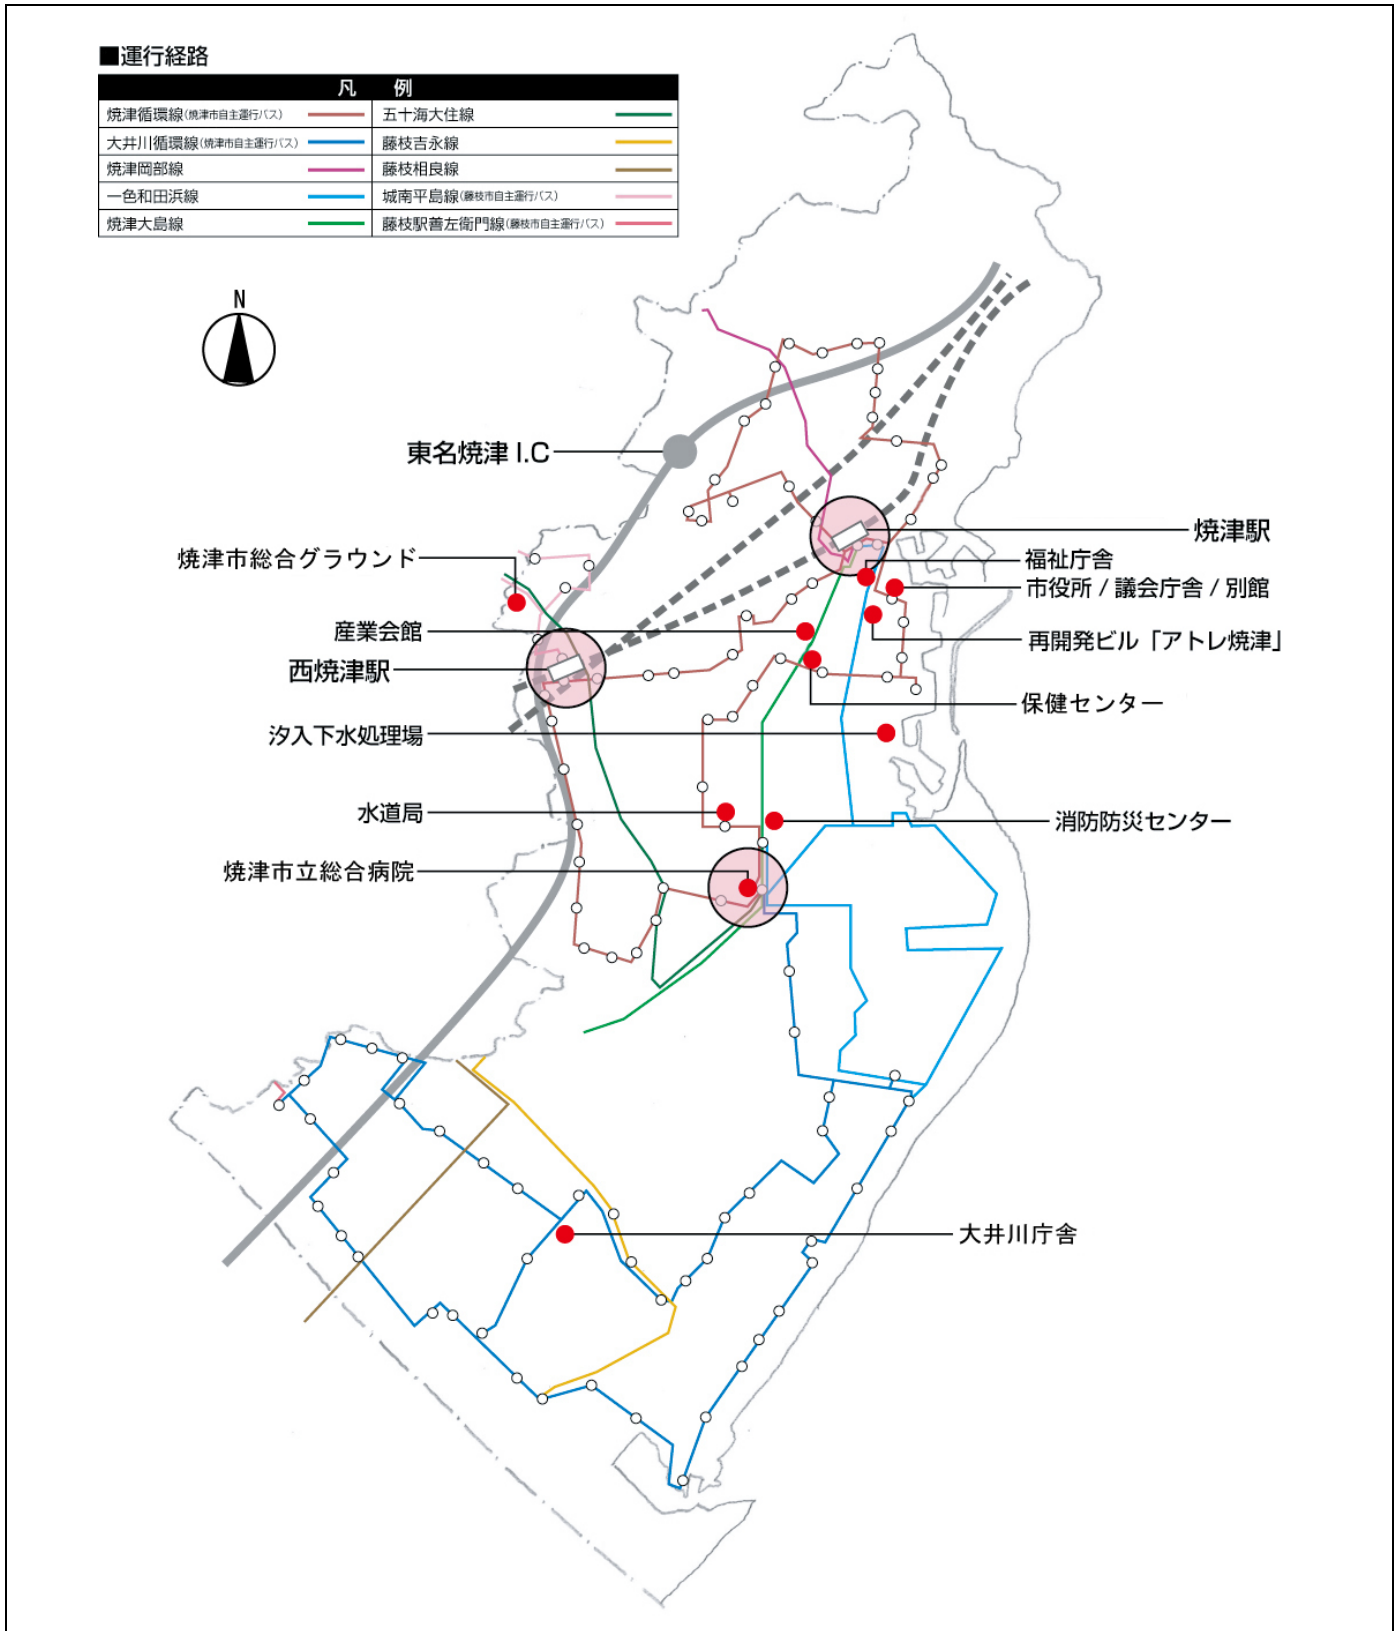 ■運行経路
凡 例
焼津循環線(焼津市自主運行バス) 五十海大住線
大井川循環線(焼津市自主運行バス) 藤枝吉永線
焼津岡部線 藤枝相良線
一色和田浜線 城南平島線(藤枝市自主運行バス)
焼津大島線 藤枝駅善左衛門線(藤枝市自主運行バス)
N
東名焼津 I.C
焼津駅
焼津市総合グラウンド
福祉庁舎
市役所 / 議会庁舎 / 別館
産業会館
再開発ビル「アトレ焼津」
西焼津駅
保健センター
汐入下水処理場
水道局
消防防災センター
焼津市立総合病院
大井川庁舎